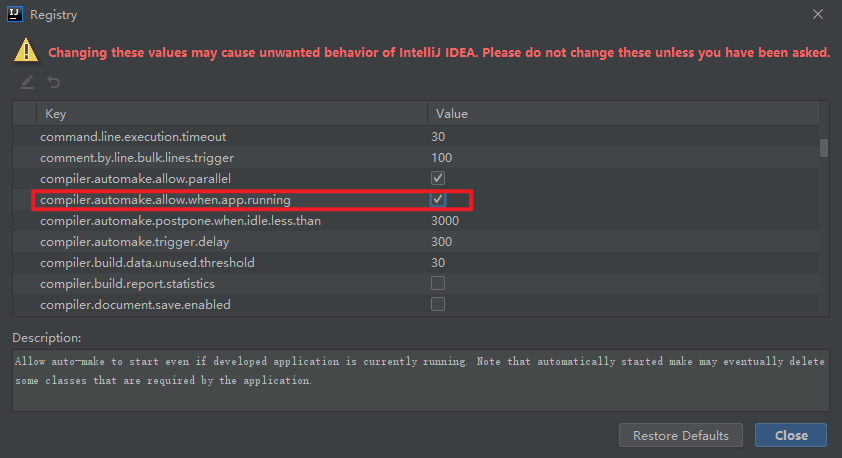 IJ Registry
Changing these values may cause unwanted behavior of IntelliJ IDEA. Please do not change these unless you have been asked.
Key Value
command.line.execution.timeout 30
comment.by.line.bulk.lines.trigger 100
compiler.automake.allow.parallel
compiler.automake.allow.when.app.running
compiler.automake.postpone.when.idle.less.than 3000
compiler.automake.trigger.delay 300
compiler.build.data.unused.threshold 30
compiler.build.report.statistics
compiler.document.save.enabled
Description:
Allow auto-make to start even if developed application is currently running. Note that automatically started make may eventually delete
some classes that are required by the application.
Restore Defaults Close